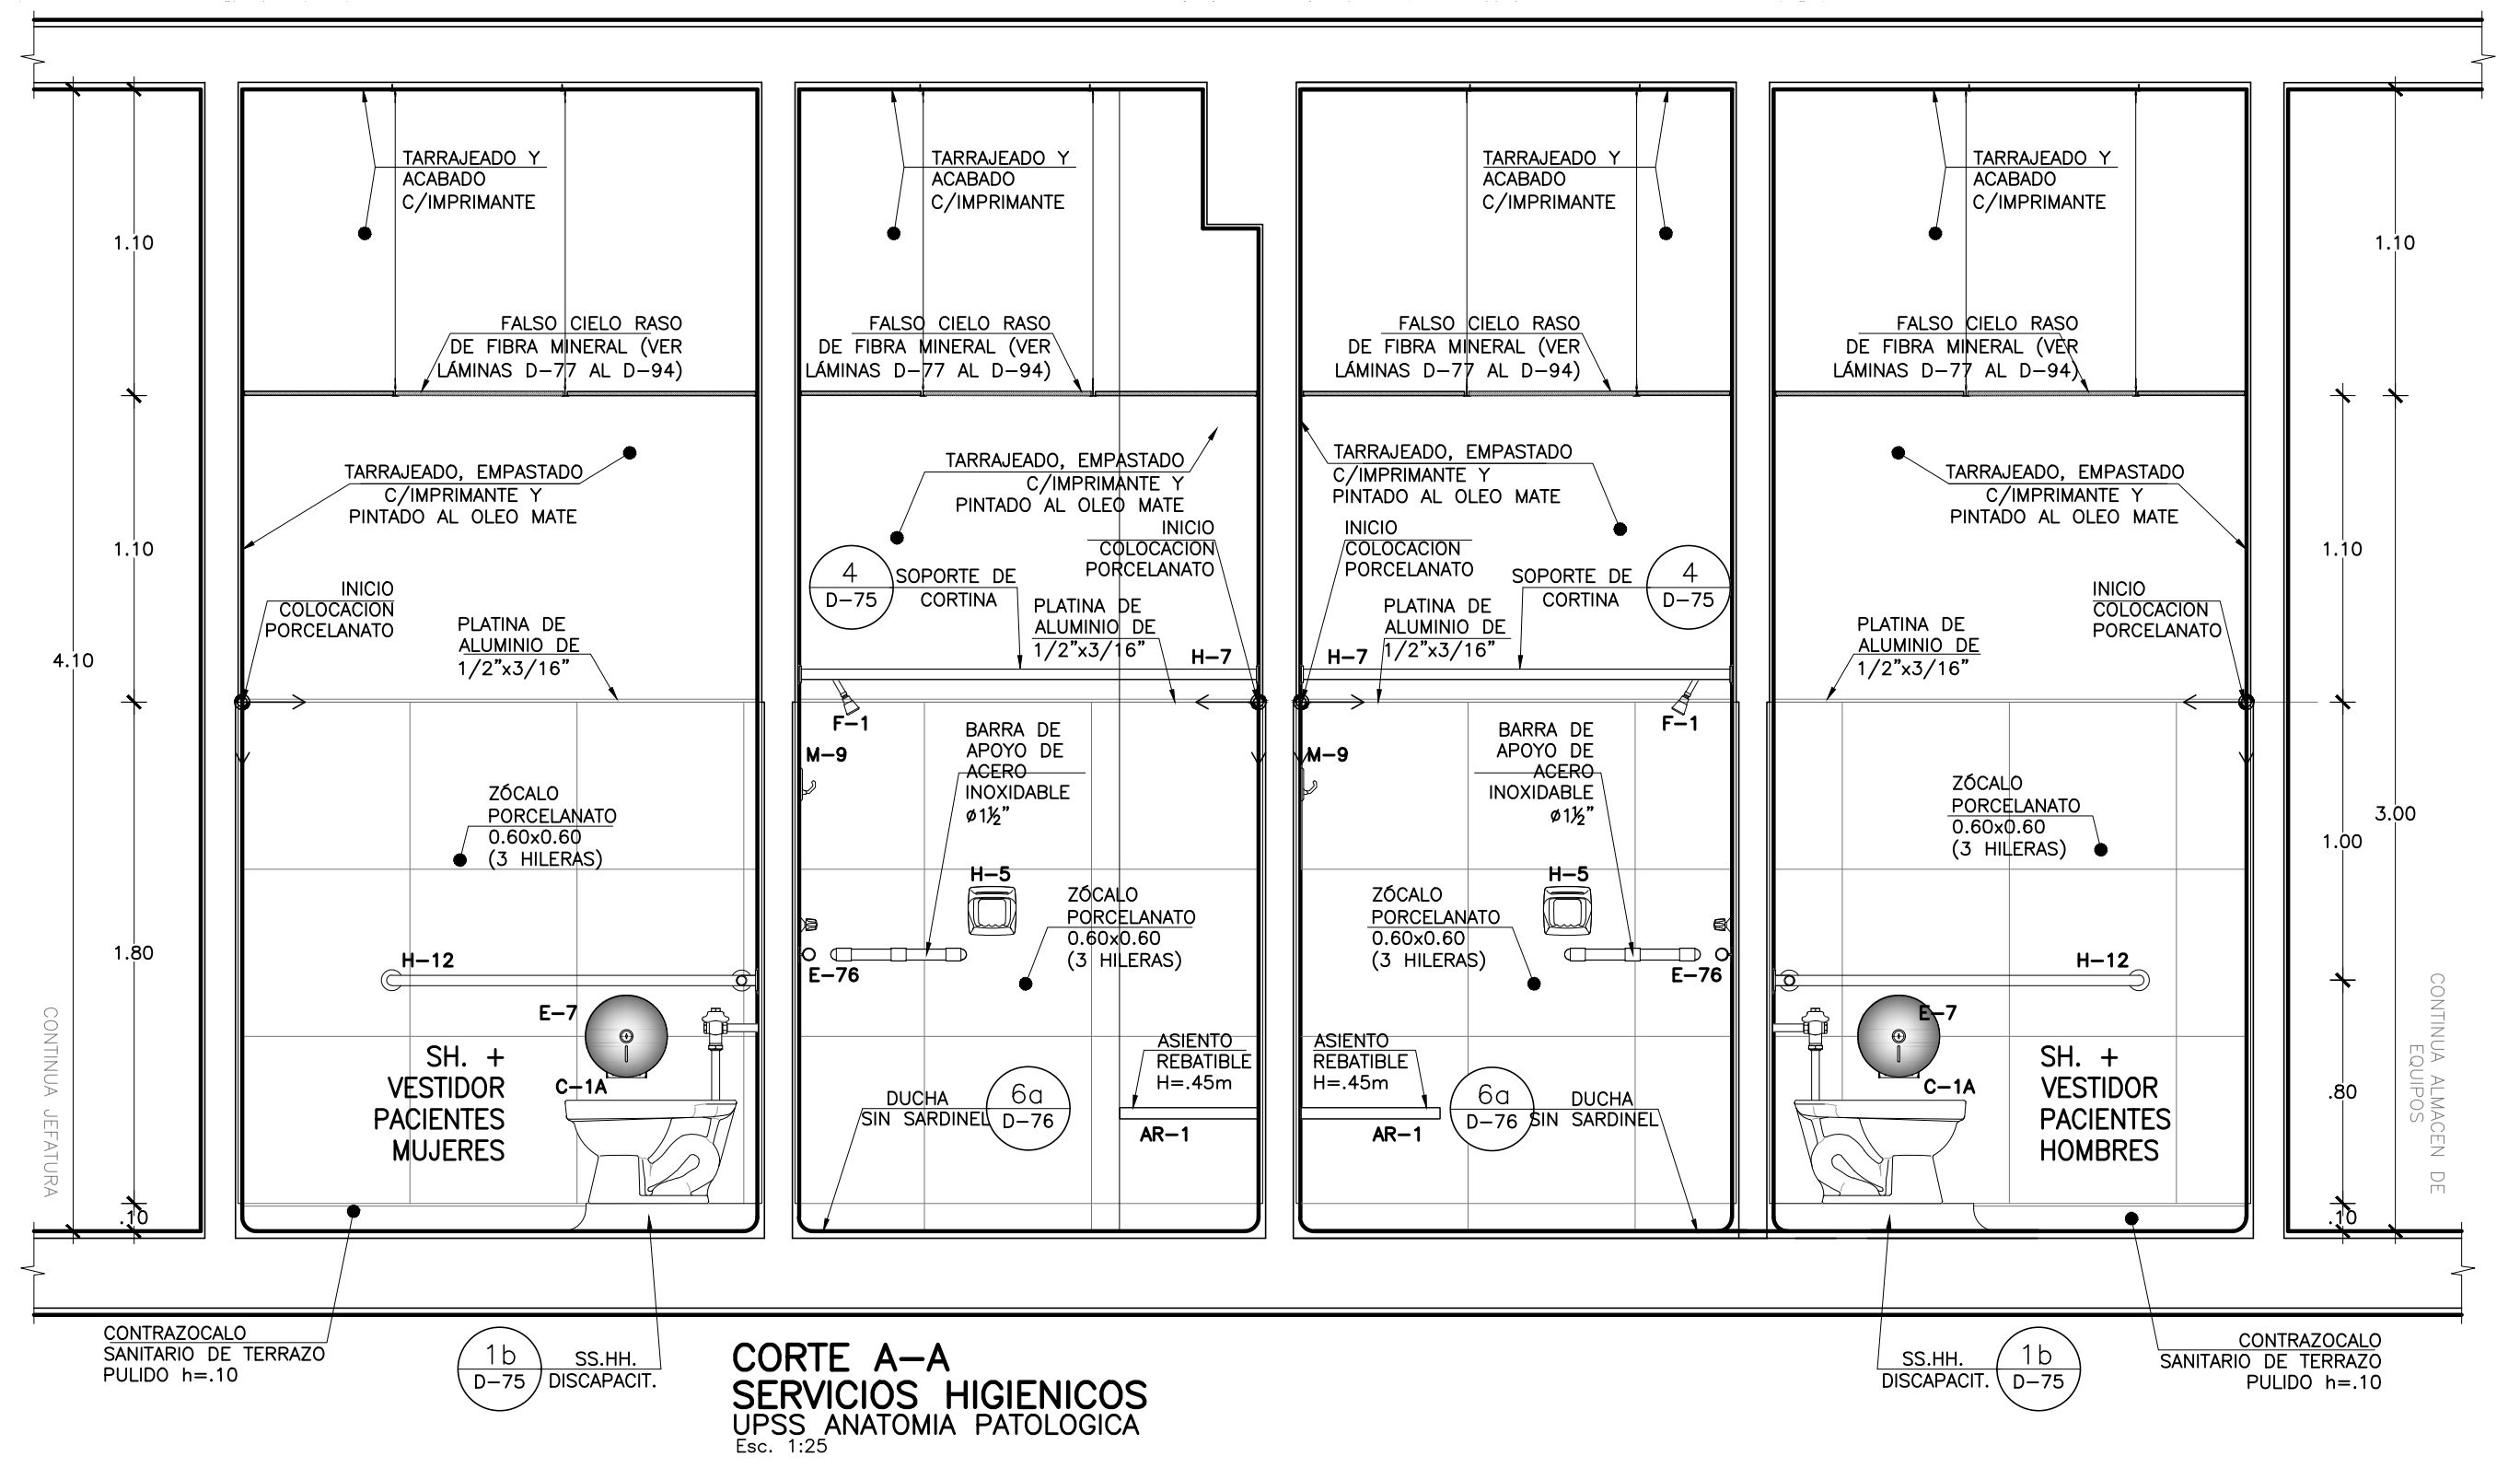 TARRAJEADO Y
ACABADO
C/IMPRIMANTE
TARRAJEADO Y
ACABADO
C/IMPRIMANTE
TARRAJEADO Y
ACABADO
C/IMPRIMANTE
TARRAJEADO Y
ACABADO
C/IMPRIMANTE
1.10
1.10
FALSO CIELO RASO
DE FIBRA MINERAL (VER
LÁMINAS D-77 AL D-94)
FALSO CIELO RASO
DE FIBRA MINERAL (VER
LÁMINAS D-77 AL D-94)
FALSO CIELO RASO
DE FIBRA MINERAL (VER
LÁMINAS D-77 AL D-94)
FALSO CIELO RASO
DE FIBRA MINERAL (VER
LÁMINAS D-77 AL D-94)
TARRAJEADO, EMPASTADO
C/IMPRIMANTE Y
PINTADO AL OLEO MATE
TARRAJEADO, EMPASTADO
C/IMPRIMANTE Y
PINTADO AL OLEO MATE
TARRAJEADO, EMPASTADO
C/IMPRIMANTE Y
PINTADO AL OLEO MATE
TARRAJEADO, EMPASTADO
C/IMPRIMANTE Y
PINTADO AL OLEO MATE
1.10
1.10
INICIO
COLOCACION
PORCELANATO
INICIO
COLOCACION
PORCELANATO
INICIO
COLOCACION
PORCELANATO
INICIO
COLOCACION
PORCELANATO
4
D-75
SOPORTE DE
CORTINA
SOPORTE DE
CORTINA
4
D-75
PLATINA DE
ALUMINIO DE
1/2"x3/16"
PLATINA DE
ALUMINIO DE
1/2"x3/16"
PLATINA DE
ALUMINIO DE
1/2"x3/16"
PLATINA DE
ALUMINIO DE
1/2"x3/16"
4.10
H-7
H-7
F-1
F-1
M-9
M-9
BARRA DE
APOYO DE
ACERO
INOXIDABLE
ø1½"
BARRA DE
APOYO DE
ACERO
INOXIDABLE
ø1½"
ZÓCALO
PORCELANATO
0.60x0.60
(3 HILERAS)
ZÓCALO
PORCELANATO
0.60x0.60
(3 HILERAS)
3.00
1.00
H-5
H-5
ZÓCALO
PORCELANATO
0.60x0.60
(3 HILERAS)
ZÓCALO
PORCELANATO
0.60x0.60
(3 HILERAS)
1.80
H-12
E-76
E-76
H-12
E-7
E-7
CONTINUA JEFATURA
CONTINUA ALMACEN DE
EQUIPOS
SH. +
VESTIDOR
PACIENTES
MUJERES
C-1A
ASIENTO
REBATIBLE
H=.45m
ASIENTO
REBATIBLE
H=.45m
SH. +
VESTIDOR
PACIENTES
HOMBRES
C-1A
.80
DUCHA
SIN SARDINEL
6a
D-76
AR-1
AR-1
6a
D-76
DUCHA
SIN SARDINEL
.10
.10
CONTRAZOCALO
SANITARIO DE TERRAZO
PULIDO h=.10
1b
D-75
SS.HH.
DISCAPACIT.
SS.HH.
DISCAPACIT.
1b
D-75
CONTRAZOCALO
SANITARIO DE TERRAZO
PULIDO h=.10
CORTE A-A
SERVICIOS HIGIENICOS
UPSS ANATOMIA PATOLOGICA
Esc. 1:25